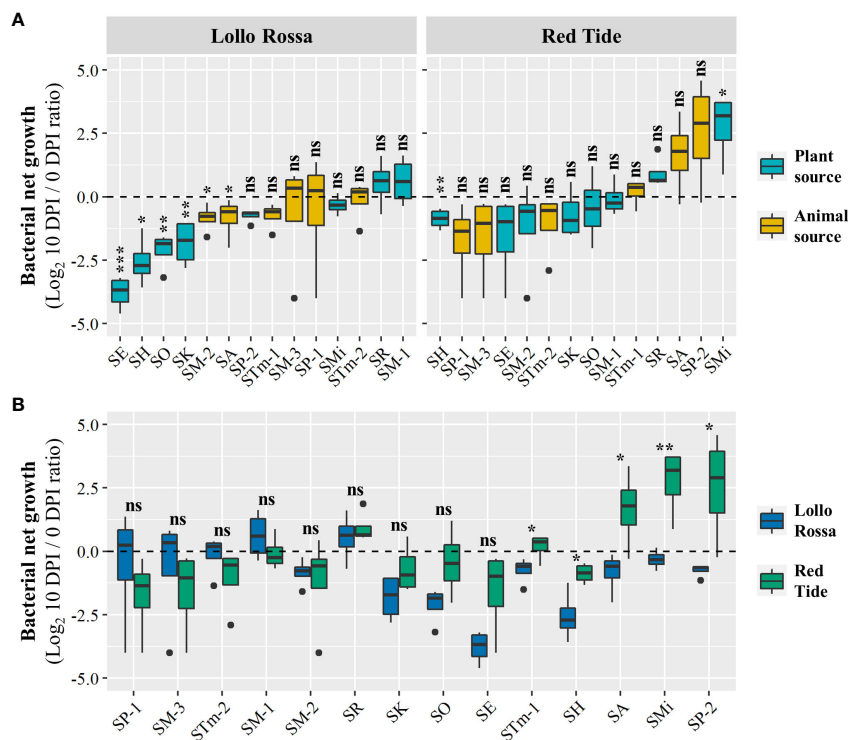 A
Lollo Rossa
Red Tide
Bacterial net growth
(Log2 10 DPI / 0 DPI ratio)
5.0
2.5
0.0
-2.5
-5.0
*** * ** ** * * ns ns ns ns ns ns ns ns
** ns ns ns ns ns ns ns ns ns ns ns ns *
SE SH SO SK SM-2 SA SP-2 STm-1 SM-3 SP-1 SMi STm-2 SR SM-1
SH SP-1 SM-3 SE SM-2 STm-2 SK SO SM-1 STm-1 SR SA SP-2 SMi
Plant
source
Animal
source
B
Bacterial net growth
(Log2 10 DPI / 0 DPI ratio)
5.0
2.5
0.0
-2.5
-5.0
ns ns ns ns ns ns ns ns ns * * * ** *
SP-1 SM-3 STm-2 SM-1 SM-2 SR SK SO SE STm-1 SH SA SMi SP-2
Lollo
Rossa
Red
Tide